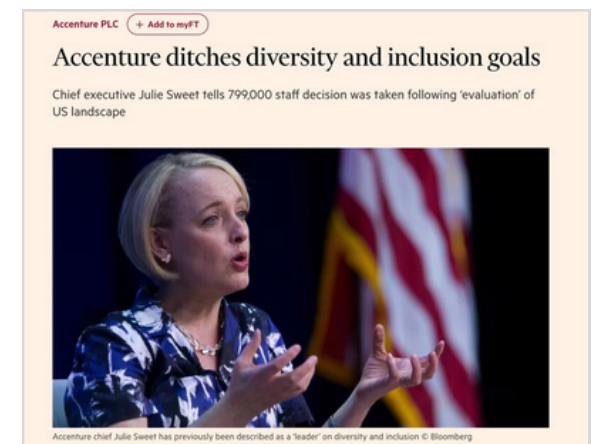 Accenture PLC + Add to myFT
Accenture ditches diversity and inclusion goals
Chief executive Julie Sweet tells 799,000 staff decision was taken following ‘evaluation’ of
US landscape
Accenture chief Julie Sweet has previously been described as a ‘leader’ on diversity and inclusion © Bloomberg